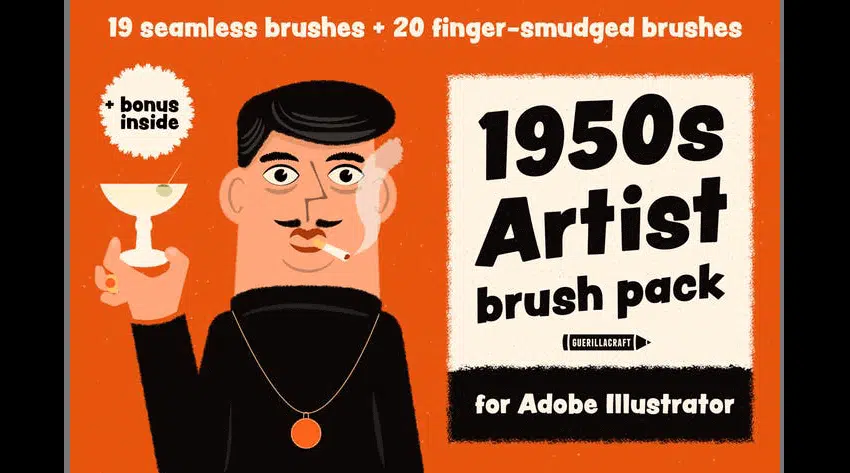 19 seamless brushes + 20 finger-smudged brushes
+ bonus
inside
1950s
Artist
brush pack
GUERILLACRAFT
for Adobe Illustrator